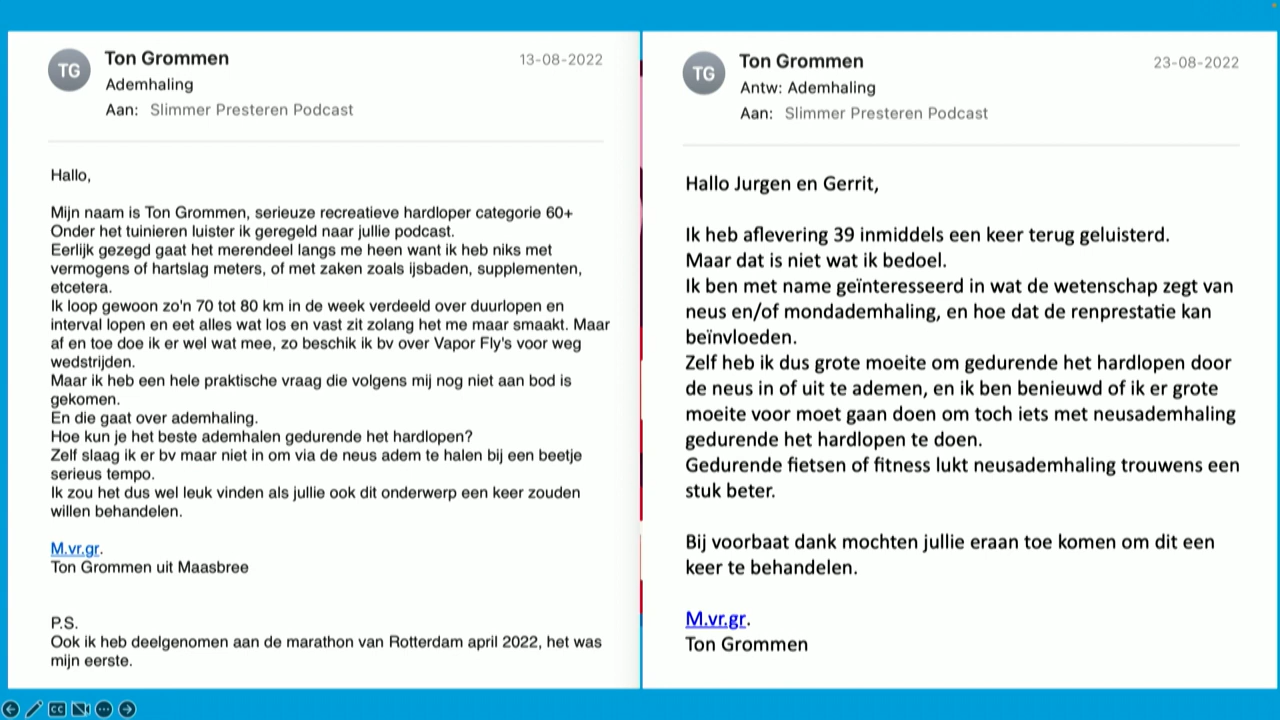 TG
Ton Grommen
13-08-2022
Ademhaling
Aan: Slimmer Presteren Podcast
Hallo,
Mijn naam is Ton Grommen, serieuze recreatieve hardloper categorie 60+
Onder het tuinieren luister ik geregeld naar jullie podcast.
Eerlijk gezegd gaat het merendeel langs me heen want ik heb niks met
vermogens of hartslag meters, of met zaken zoals ijsbaden, supplementen,
etcetera.
Ik loop gewoon zo'n 70 tot 80 km in de week verdeeld over duurlopen en
interval lopen en eet alles wat los en vast zit zolang het me maar smaakt. Maar
af en toe doe ik er wel wat mee, zo beschik ik bv over Vapor Fly's voor weg
wedstrijden.
Maar ik heb een hele praktische vraag die volgens mij nog niet aan bod is
gekomen.
En die gaat over ademhaling.
Hoe kun je het beste ademhalen gedurende het hardlopen?
Zelf slaag ik er bv maar niet in om via de neus adem te halen bij een beetje
serieus tempo.
Ik zou het dus wel leuk vinden als jullie ook dit onderwerp een keer zouden
willen behandelen.
M.vr.gr.
Ton Grommen uit Maasbree
P.S.
Ook ik heb deelgenomen aan de marathon van Rotterdam april 2022, het was
mijn eerste.
TG
Ton Grommen
23-08-2022
Antw: Ademhaling
Aan: Slimmer Presteren Podcast
Hallo Jurgen en Gerrit,
Ik heb aflevering 39 inmiddels een keer terug geluisterd.
Maar dat is niet wat ik bedoel.
Ik ben met name geïnteresseerd in wat de wetenschap zegt van
neus en/of mondademhaling, en hoe dat de renprestatie kan
beïnvloeden.
Zelf heb ik dus grote moeite om gedurende het hardlopen door
de neus in of uit te ademen, en ik ben benieuwd of ik er grote
moeite voor moet gaan doen om toch iets met neusademhaling
gedurende het hardlopen te doen.
Gedurende fietsen of fitness lukt neusademhaling trouwens een
stuk beter.
Bij voorbaat dank mochten jullie eraan toe komen om dit een
keer te behandelen.
M.vr.gr.
Ton Grommen
CC